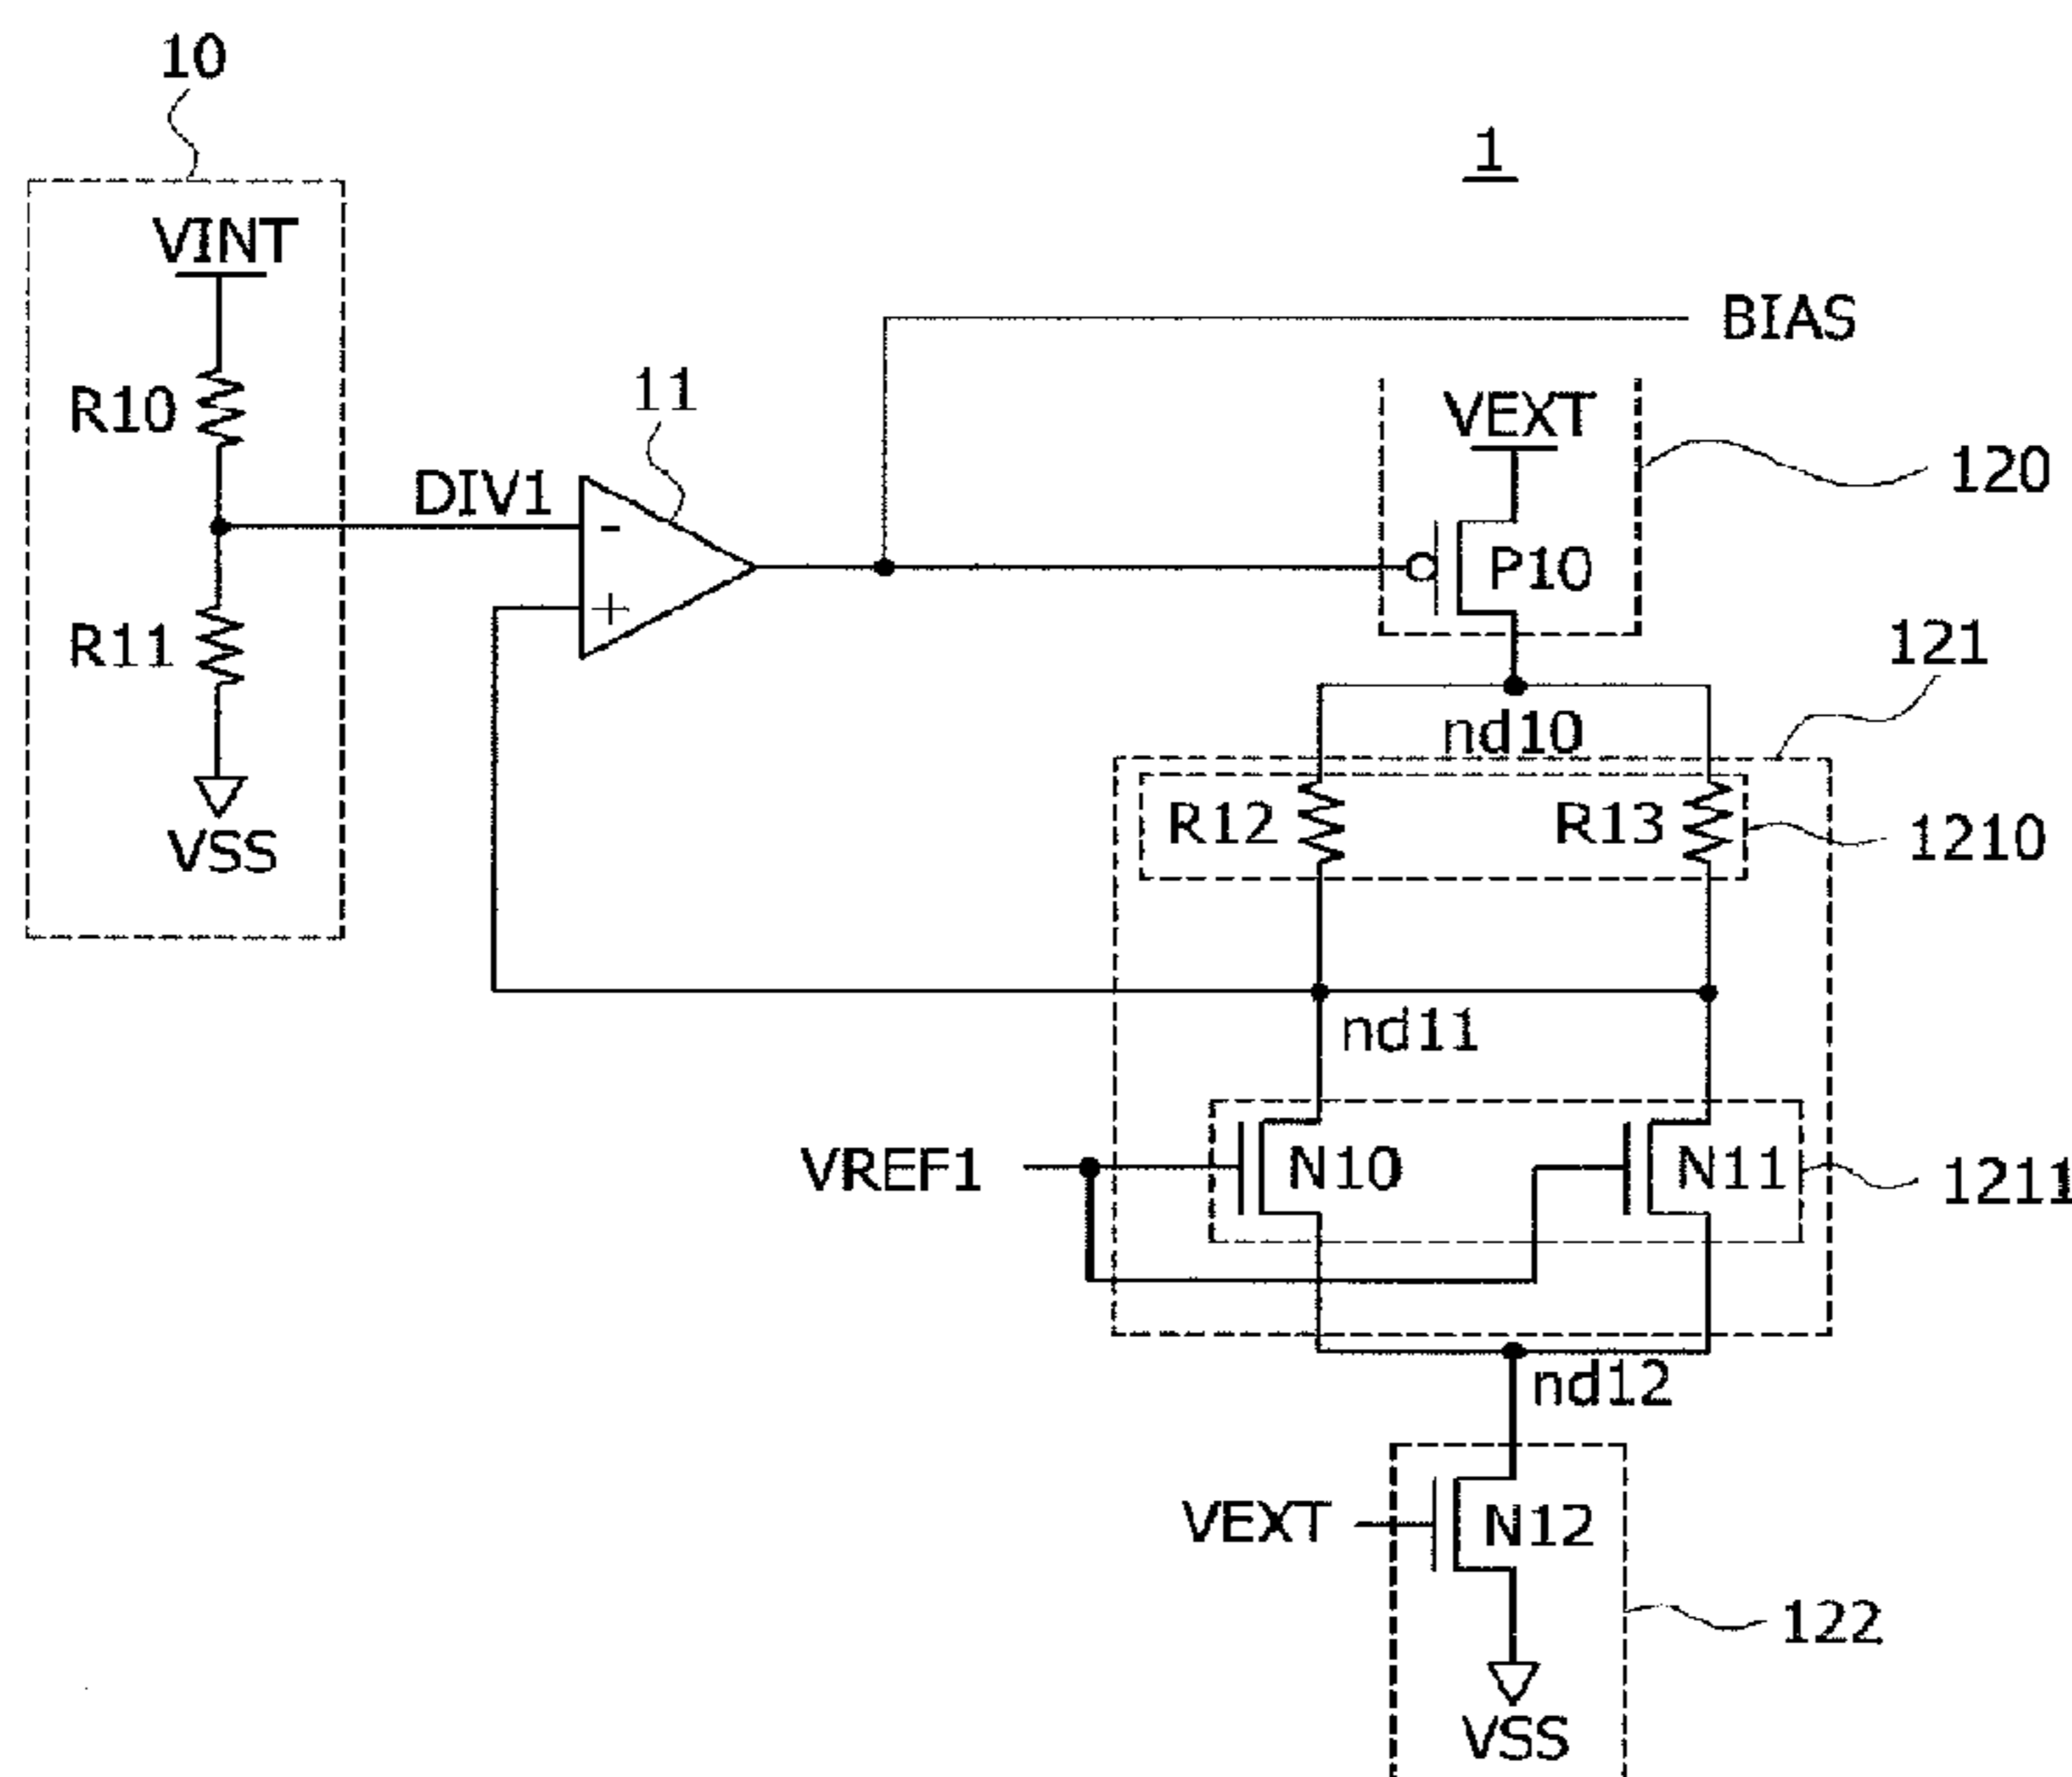 10
1
VINT
BIAS
R10
11
VEXT
120
DIV1
-
P10
+
R11
121
nd10
R12
R13
1210
VSS
nd11
VREF1
N10
N11
1211
nd12
VEXT
N12
122
VSS